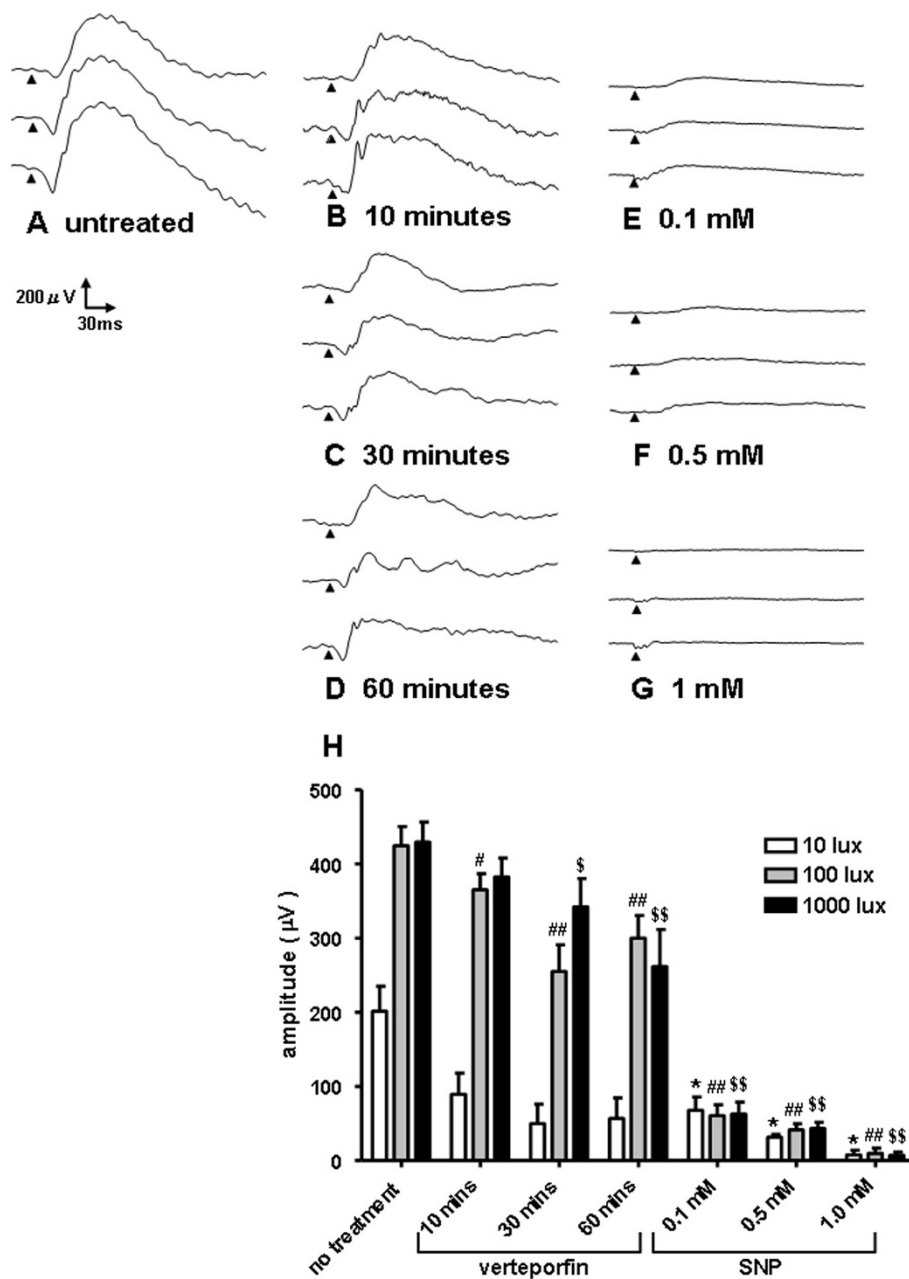 A untreated
B 10 minutes
E 0.1 mM
200 μV
30ms
C 30 minutes
F 0.5 mM
D 60 minutes
G 1 mM
H
500
400
300
200
100
0
amplitude ( μV )
10 lux
100 lux
1000 lux
#
##
$
##
$$
* ## $$
* ## $$
* ## $$
no treatment
10 mins
30 mins
60 mins
0.1 mM
0.5 mM
1.0 mM
verteporfin
SNP